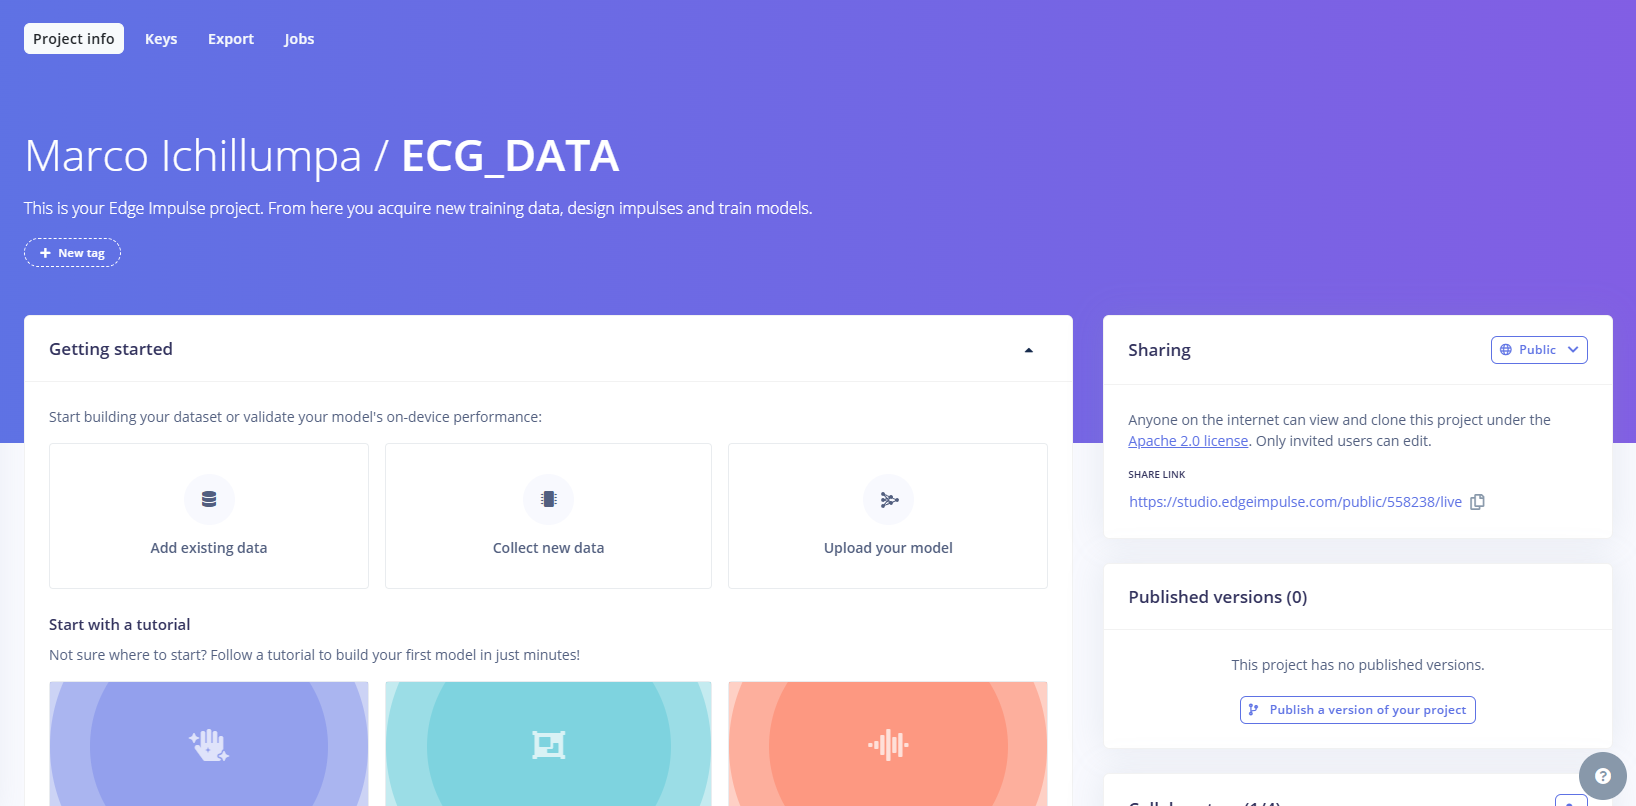 Project info
Keys
Export
Jobs
Marco Ichillumpa / ECG_DATA
This is your Edge Impulse project. From here you acquire new training data, design impulses and train models.
New tag
Getting started
Start building your dataset or validate your model's on-device performance:
Add existing data
Collect new data
Upload your model
Start with a tutorial
Not sure where to start? Follow a tutorial to build your first model in just minutes!
Sharing
Public
Anyone on the internet can view and clone this project under the
Apache 2.0 license. Only invited users can edit.
SHARE LINK
https://studio.edgeimpulse.com/public/558238/live
Published versions (0)
This project has no published versions.
Publish a version of your project